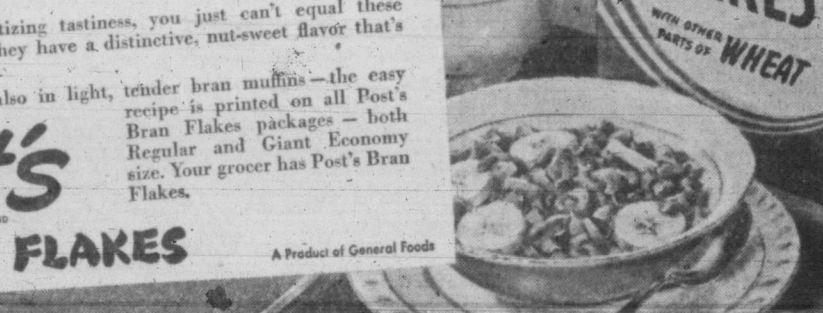 tizing tastiness, you just can't equal these
hey have a distinctive, nut-sweet flavor that's
lso in light, tender bran muffins—the easy
recipe is printed on all Post's
Bran Flakes packages — both
Regular and Giant Economy
size. Your grocer has Post's Bran
Flakes.
'S
FLAKES
A Product of General Foods
KES
WITH OTHER
PARTS OF WHEAT